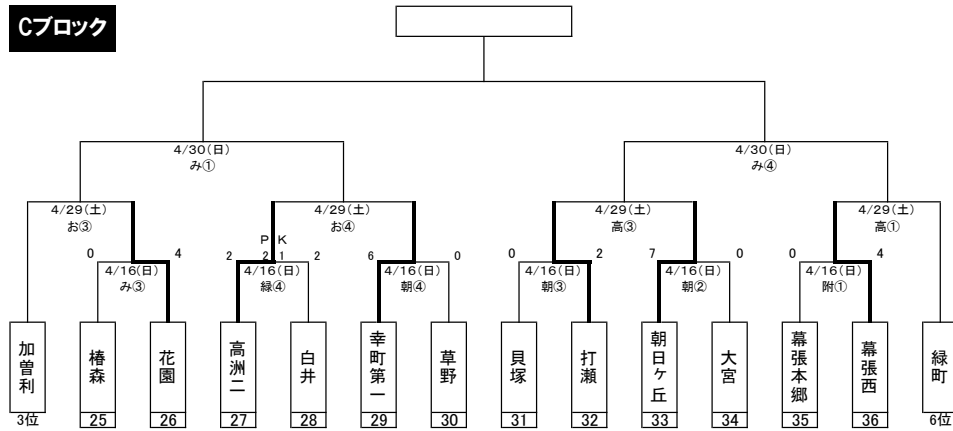 Cブロック
4/30(日)
み①
4/30(日)
み④
4/29(土)
お③
4/29(土)
お④
4/29(土)
高③
4/29(土)
高①
PK
0
4
2
2
1
2
6
0
0
2
7
0
0
4
4/16(日)
み③
4/16(日)
緑④
4/16(日)
朝④
4/16(日)
朝③
4/16(日)
朝②
4/16(日)
附①
加曽利
椿森
花園
高洲二
白井
幸町第一
草野
貝塚
打瀬
朝日ヶ丘
大宮
幕張本郷
幕張西
緑町
3位
25
26
27
28
29
30
31
32
33
34
35
36
6位